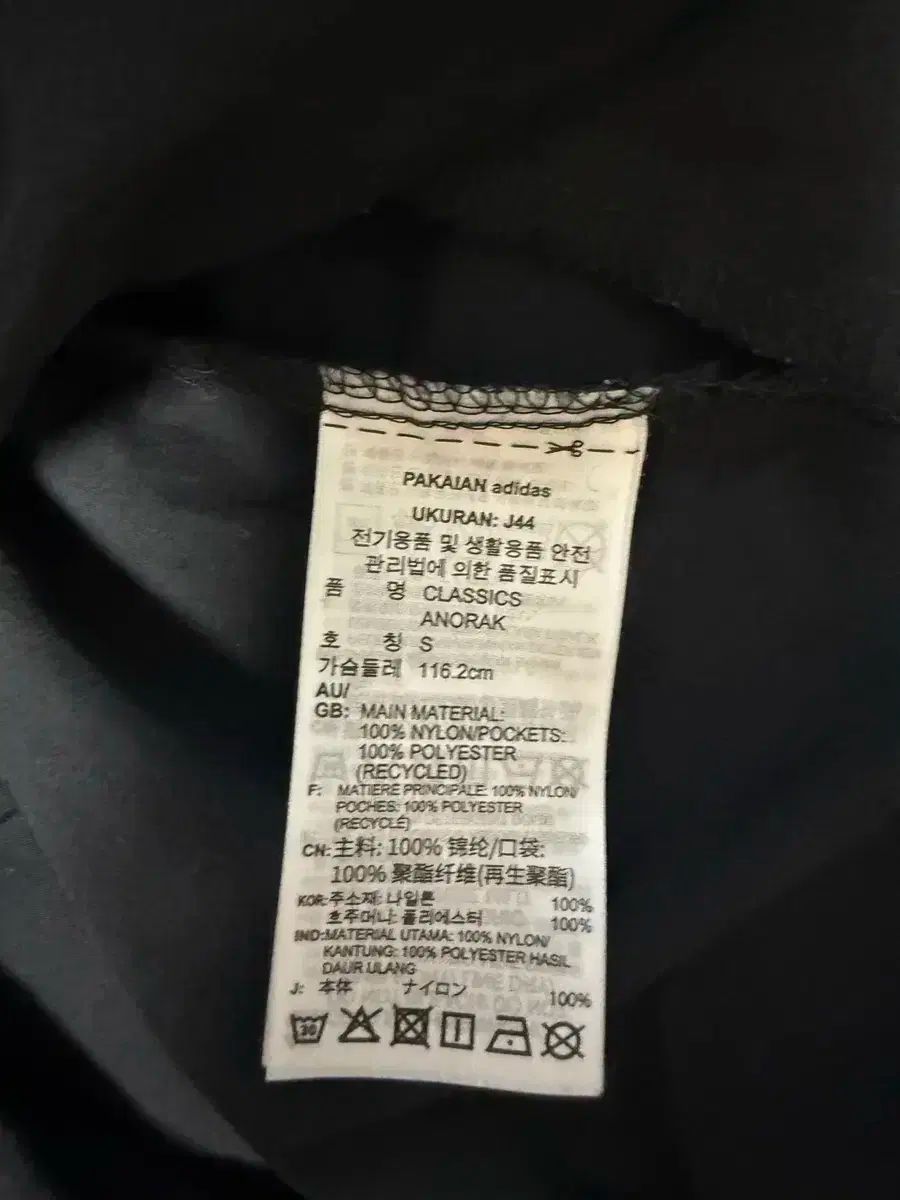 PAKAIAN adidas
UKURAN: J44
전기용품 및 생활용품 안전
관리법에 의한 품질표시
품 명 CLASSICS
ANORAK
호 칭 S
가슴둘레 116.2cm
AU/
GB: MAIN MATERIAL:
100% NYLON/POCKETS:
100% POLYESTER
(RECYCLED)
F: MATIERE PRINCIPALE: 100% NYLON/
POCHES: 100% POLYESTER
(RECYCLÉ)
CN: 主料: 100% 锦纶/口袋:
100% 聚酯纤维(再生聚酯)
KOR: 주소재: 나일론 100%
호주머니: 폴리에스터 100%
IND: MATERIAL UTAMA: 100% NYLON/
KANTUNG: 100% POLYESTER HASIL
DAUR ULANG
J: 本体 ナイロン 100%
30